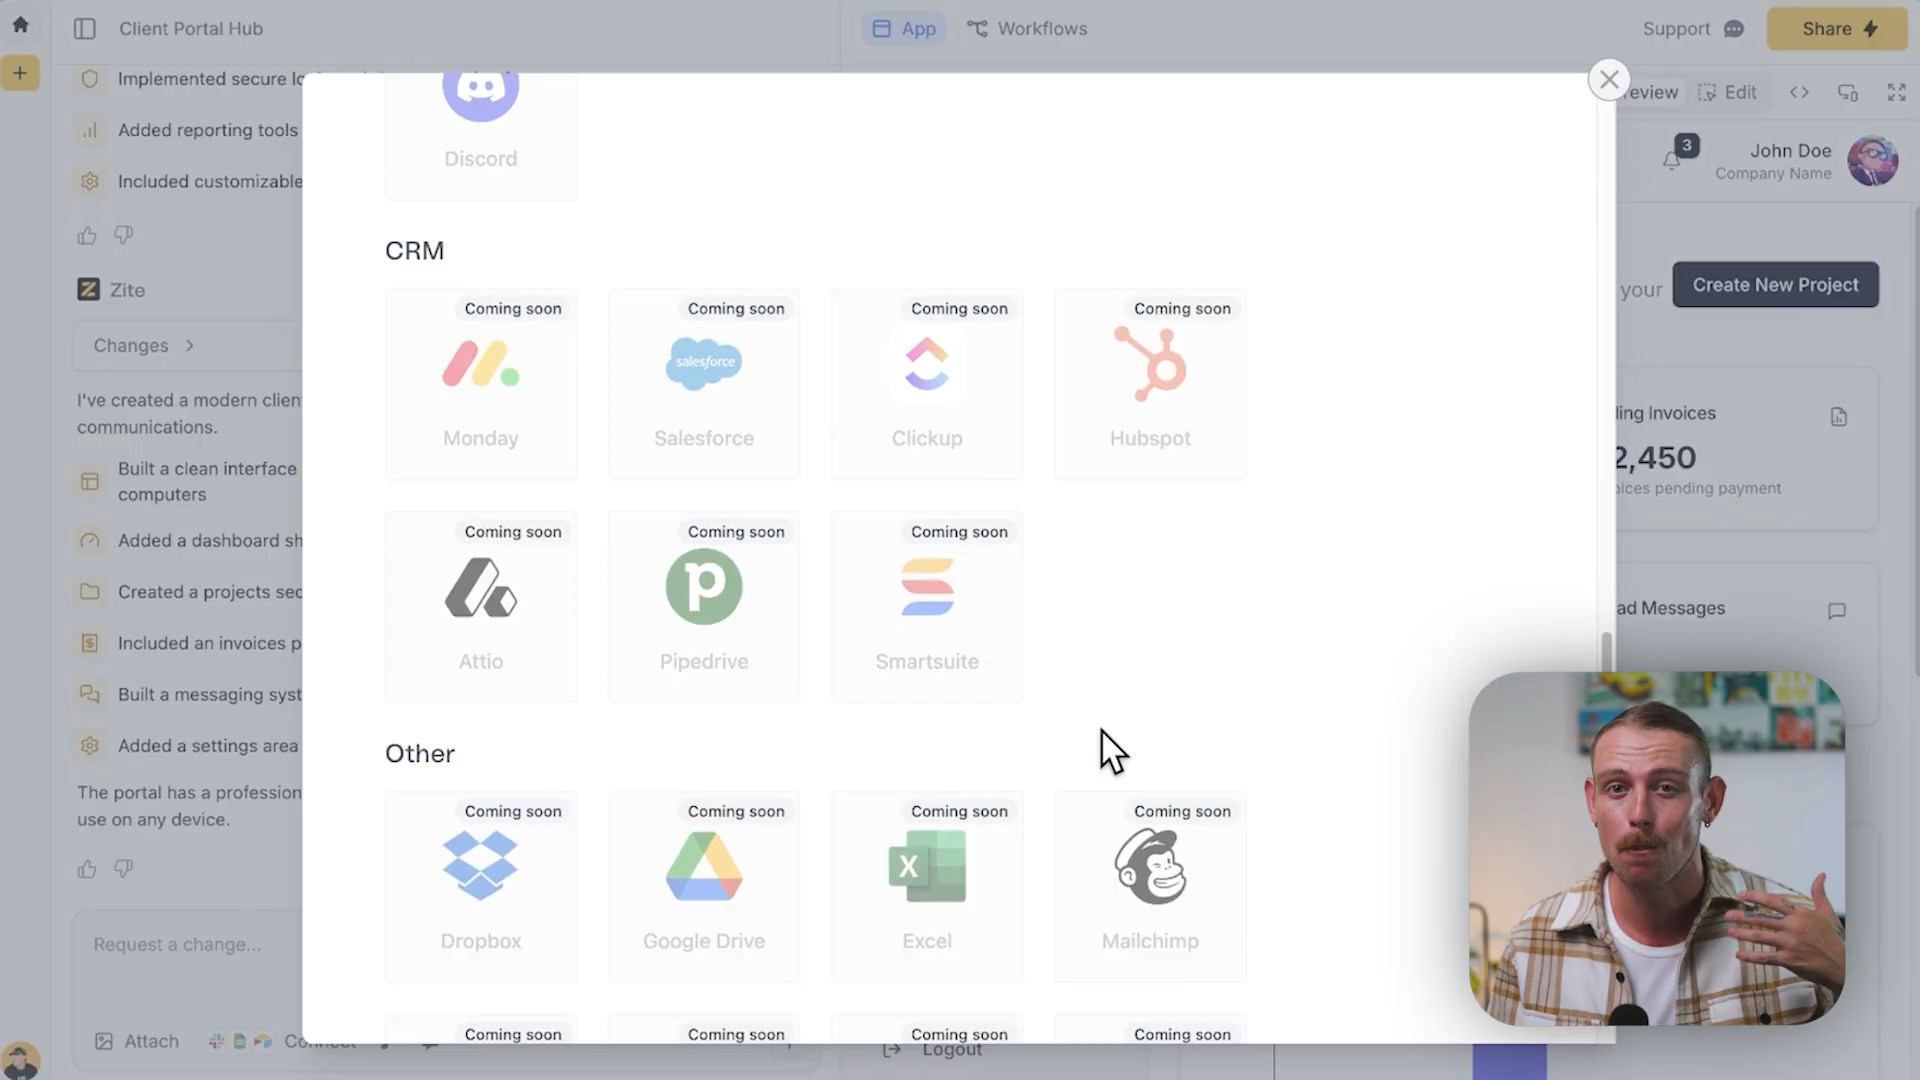 Client Portal Hub
App
Workflows
Support
Share
Implemented secure lo
Added reporting tools
Included customizable
Zite
Changes
I've created a modern clien
communications.
Built a clean interface
computers
Added a dashboard sh
Created a projects sec
Included an invoices p
Built a messaging syst
Added a settings area
The portal has a profession
use on any device.
Request a change...
Attach
Discord
CRM
Coming soon
Coming soon
Coming soon
Coming soon
salesforce
Monday
Salesforce
Clickup
Hubspot
Coming soon
Coming soon
Coming soon
Attio
Pipedrive
Smartsuite
Other
Coming soon
Coming soon
Coming soon
Coming soon
Dropbox
Google Drive
Excel
Mailchimp
Coming soon
Coming soon
Coming soon
Coming soon
Logout
review
Edit
3
John Doe
Company Name
your
Create New Project
ling Invoices
2,450
oices pending payment
ad Messages